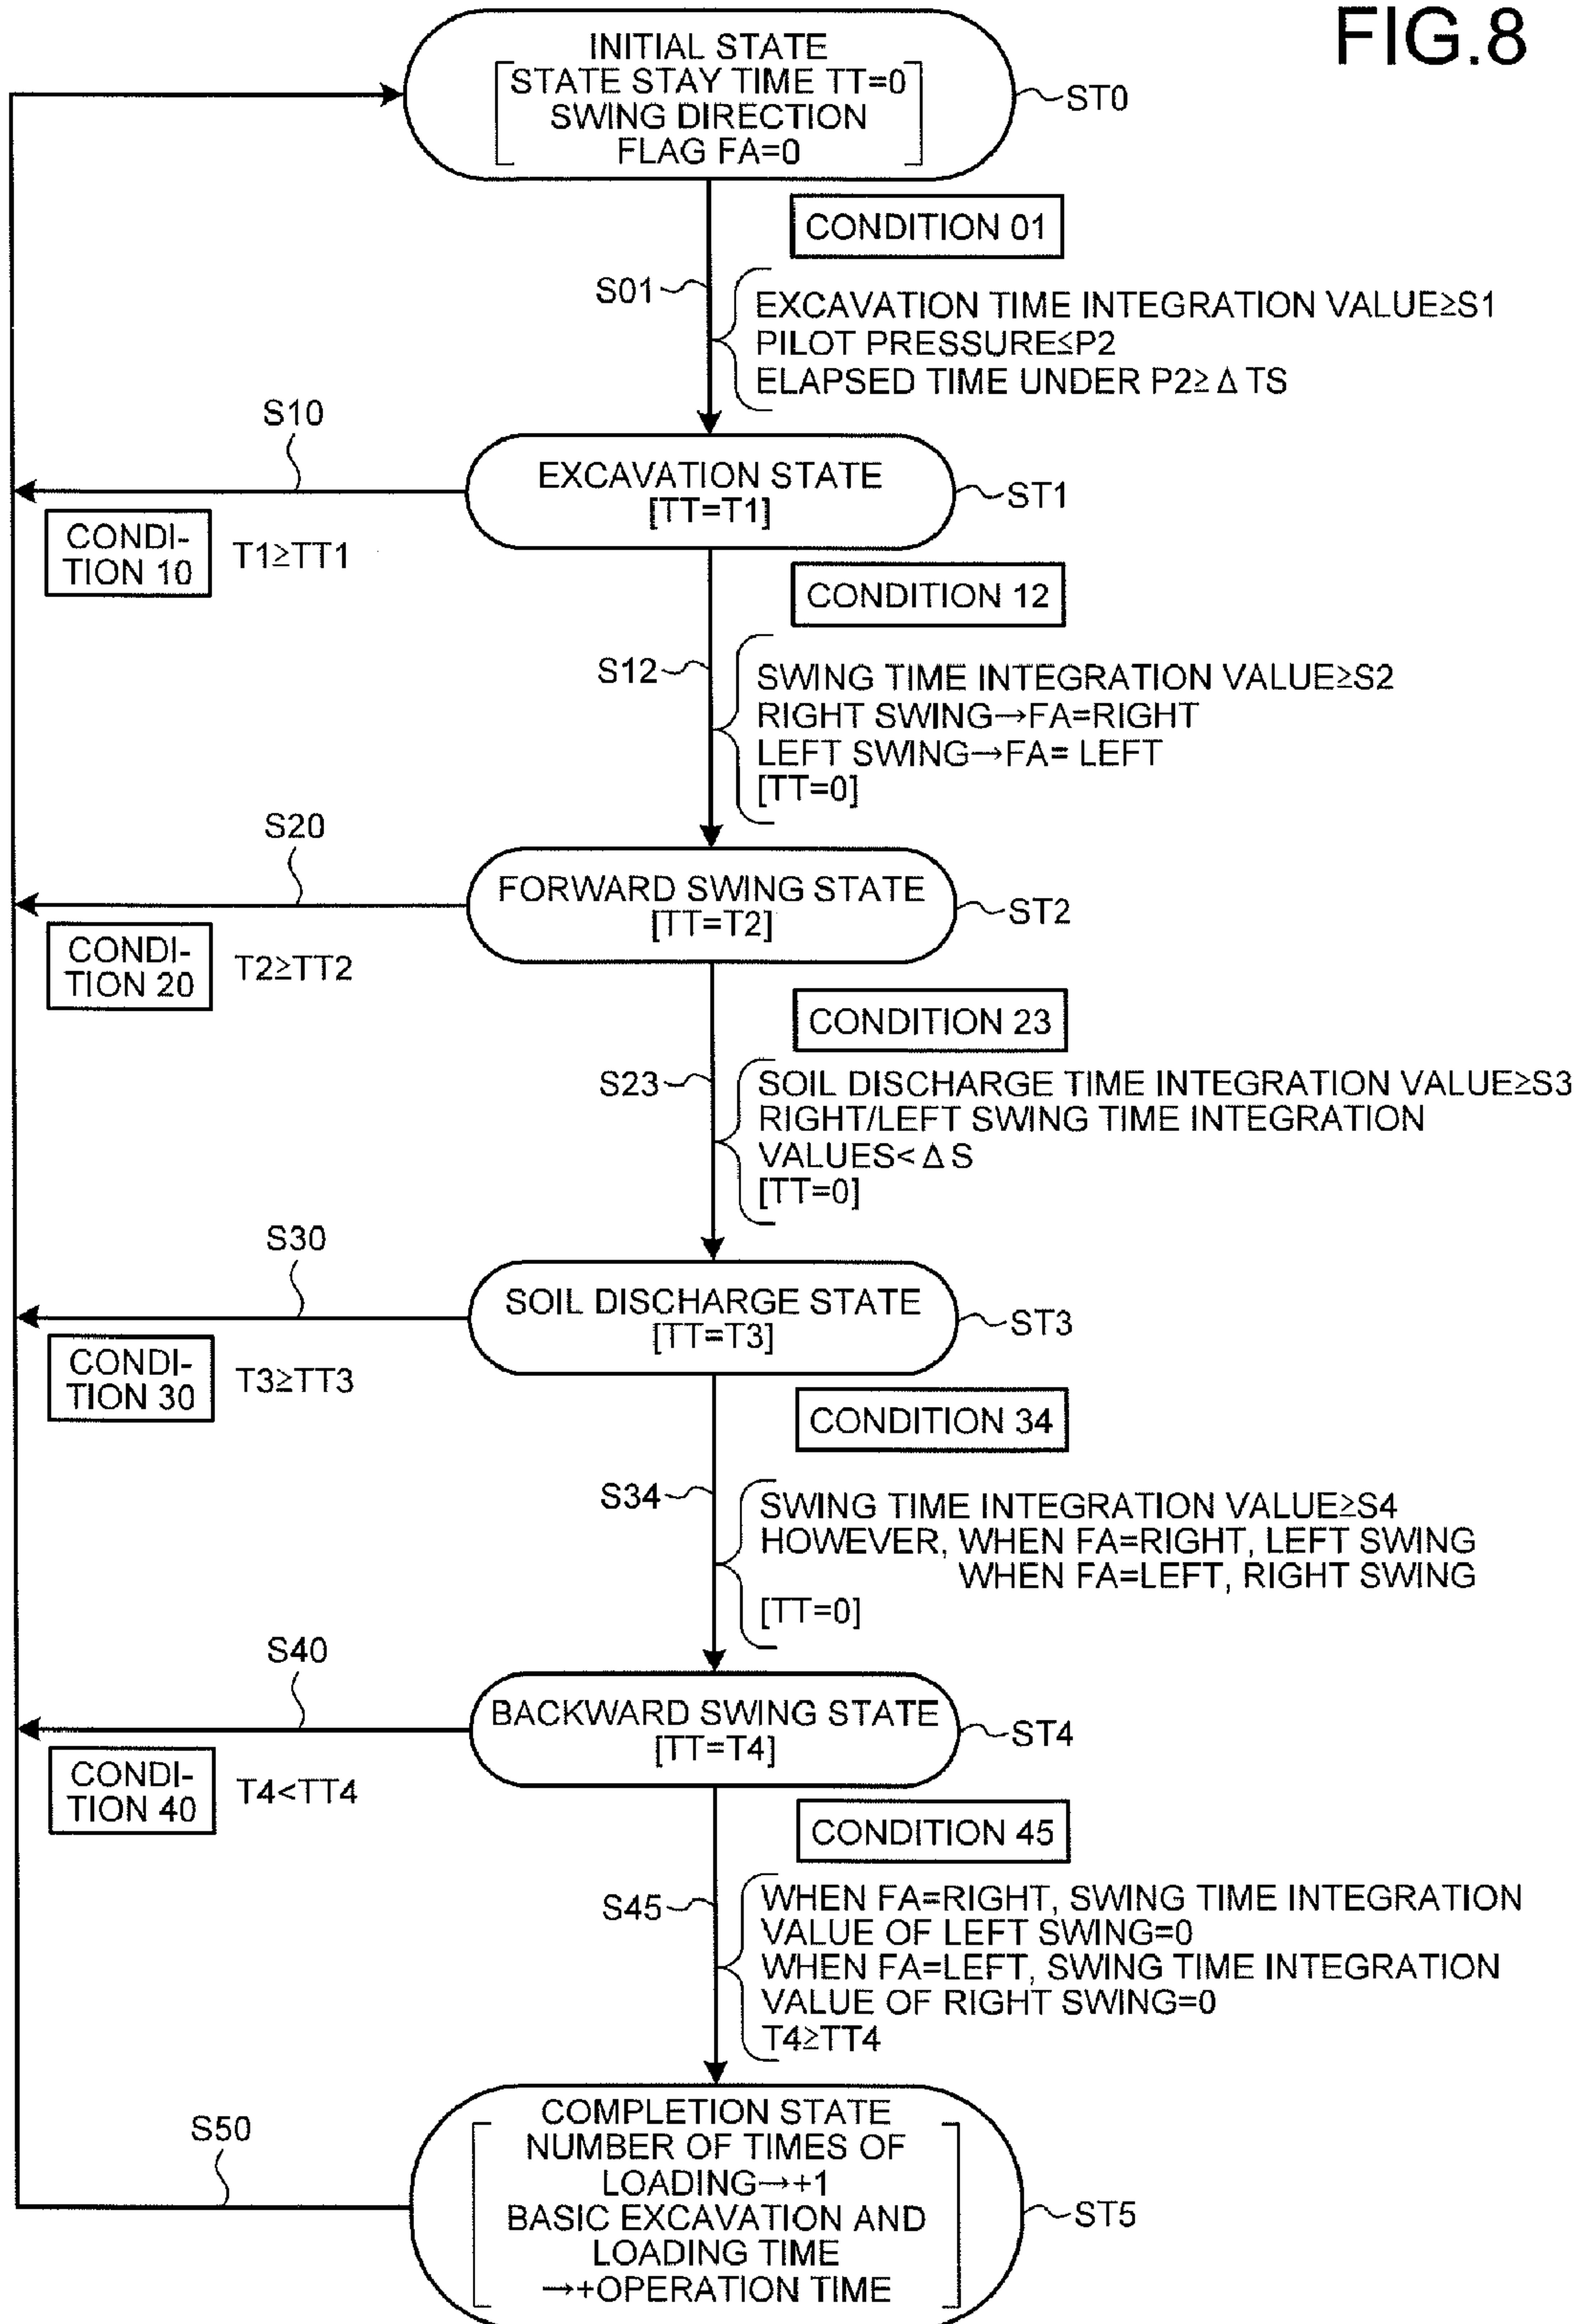 FIG.8
INITIAL STATE
STATE STAY TIME TT=0
SWING DIRECTION
FLAG FA=0
ST0
CONDITION 01
S01
EXCAVATION TIME INTEGRATION VALUE≥S1
PILOT PRESSURE≤P2
ELAPSED TIME UNDER P2≥ΔTS
S10
EXCAVATION STATE
[TT=T1]
ST1
CONDI-
TION 10
T1≥TT1
CONDITION 12
S12
SWING TIME INTEGRATION VALUE≥S2
RIGHT SWING→FA=RIGHT
LEFT SWING→FA= LEFT
[TT=0]
S20
FORWARD SWING STATE
[TT=T2]
ST2
CONDI-
TION 20
T2≥TT2
CONDITION 23
S23
SOIL DISCHARGE TIME INTEGRATION VALUE≥S3
RIGHT/LEFT SWING TIME INTEGRATION
VALUES<ΔS
[TT=0]
S30
SOIL DISCHARGE STATE
[TT=T3]
ST3
CONDI-
TION 30
T3≥TT3
CONDITION 34
S34
SWING TIME INTEGRATION VALUE≥S4
HOWEVER, WHEN FA=RIGHT, LEFT SWING
WHEN FA=LEFT, RIGHT SWING
[TT=0]
S40
BACKWARD SWING STATE
[TT=T4]
ST4
CONDI-
TION 40
T4<TT4
CONDITION 45
S45
WHEN FA=RIGHT, SWING TIME INTEGRATION
VALUE OF LEFT SWING=0
WHEN FA=LEFT, SWING TIME INTEGRATION
VALUE OF RIGHT SWING=0
T4≥TT4
S50
COMPLETION STATE
NUMBER OF TIMES OF
LOADING→+1
BASIC EXCAVATION AND
LOADING TIME
→+OPERATION TIME
ST5